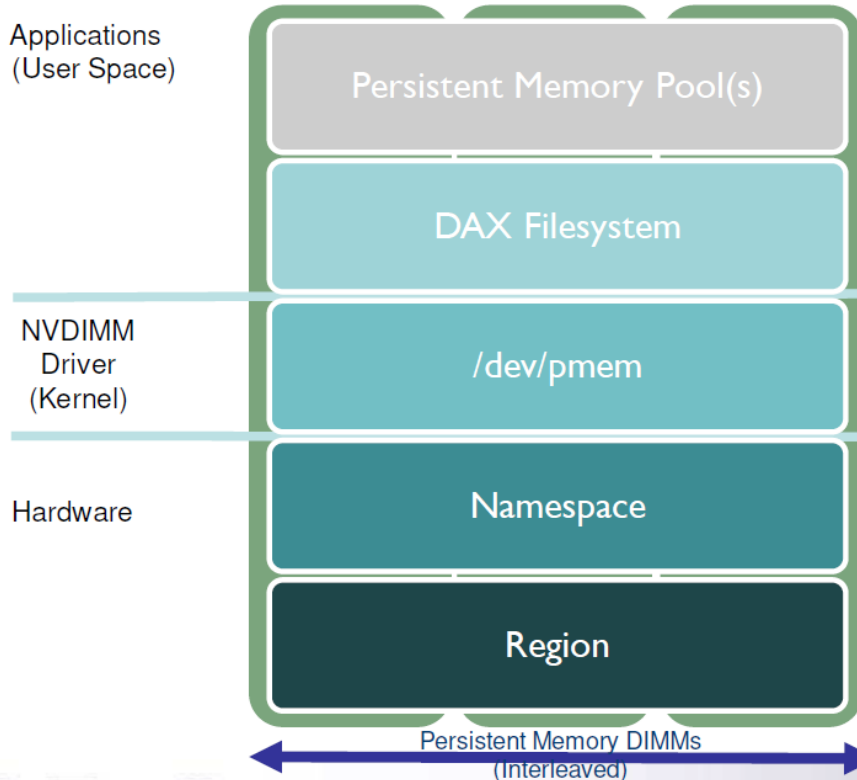 Applications
(User Space)
Persistent Memory Pool(s)
DAX Filesystem
NVDIMM
Driver
(Kernel)
/dev/pmem
Hardware
Namespace
Region
Persistent Memory DIMMs
(Interleaved)